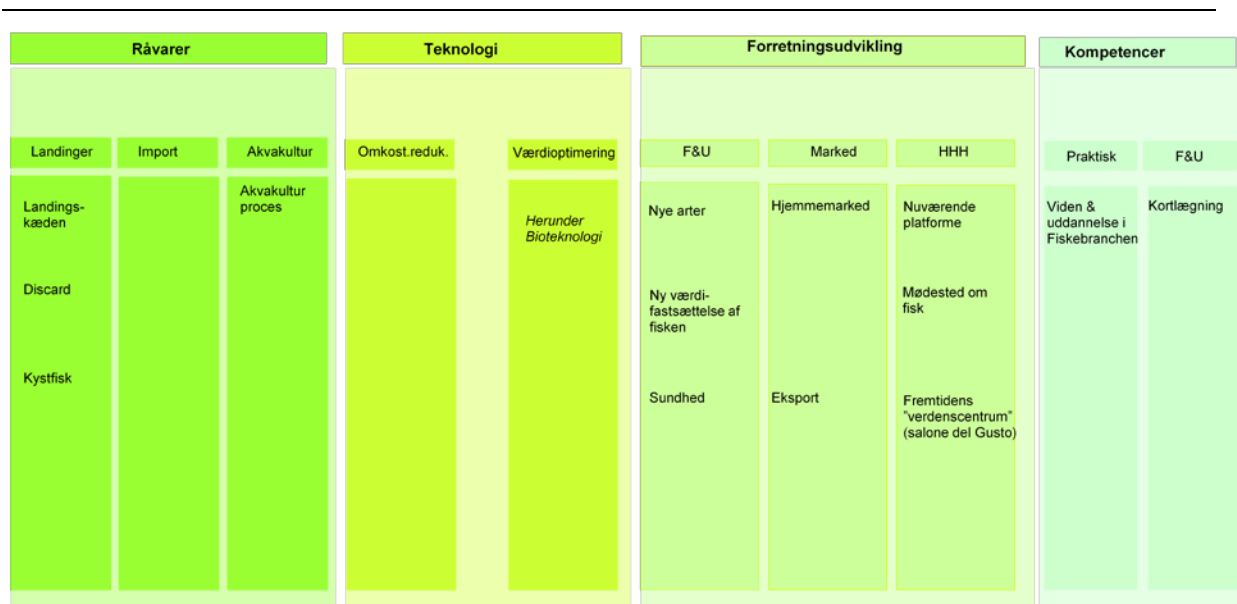 Råvarer
Teknologi
Forretningsudvikling
Kompetencer
Landinger
Import
Akvakultur
Omkost.reduk.
Værdioptimering
F&U
Marked
HHH
Praktisk
F&U
Landings-
kæden
Discard
Kystfisk
Akvakultur
proces
Herunder
Bioteknologi
Nye arter
Ny værdi-
fastsættelse af
fisken
Sundhed
Hjemmemarked
Eksport
Nuværende
platforme
Mødested om
fisk
Fremtidens
"verdenscentrum"
(salone del Gusto)
Viden &
uddannelse i
Fiskebranchen
Kortlægning